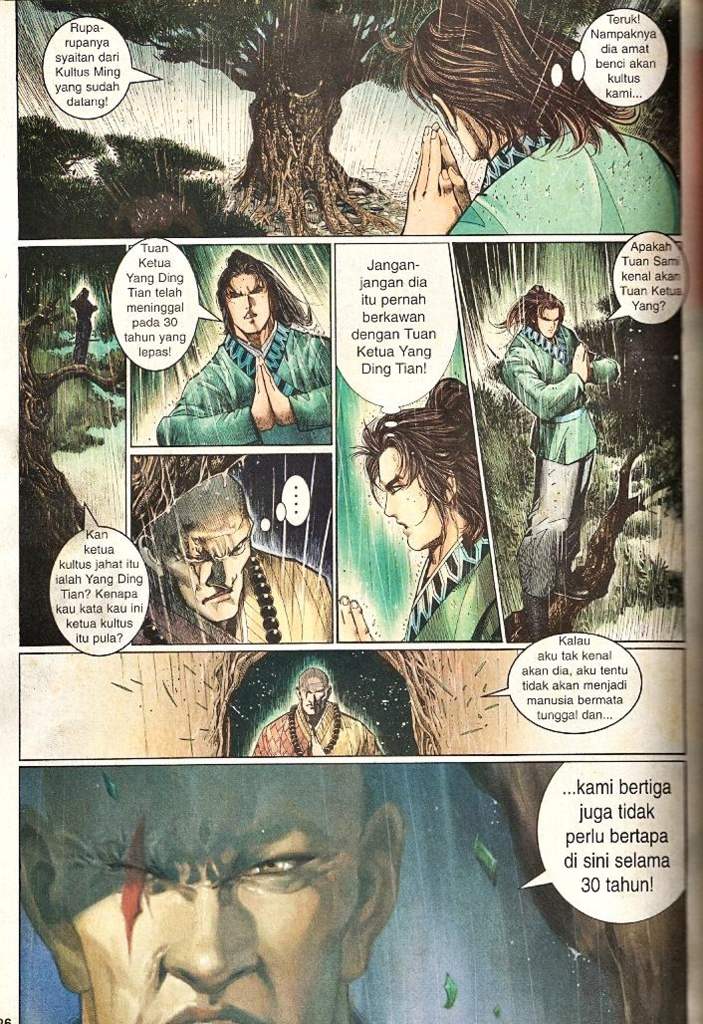 Rupa-
rupanya
syaitan dari
Kultus Ming
yang sudah
datang!
Teruk!
Nampaknya
dia amat
benci akan
kultus
kami...
Kan
ketua
kultus jahat itu
ialah Yang Ding
Tian? Kenapa
kau kata kau ini
ketua kultus
itu pula?
Tuan
Ketua
Yang Ding
Tian telah
meninggal
pada 30
tahun yang
lepas!
...
Jangan-
jangan dia
itu pernah
berkawan
dengan Tuan
Ketua Yang
Ding Tian!
Apakah
Tuan Sami
kenal akan
Tuan Ketua
Yang?
Kalau
aku tak kenal
akan dia, aku tentu
tidak akan menjadi
manusia bermata
tunggal dan...
...kami bertiga
juga tidak
perlu bertapa
di sini selama
30 tahun!